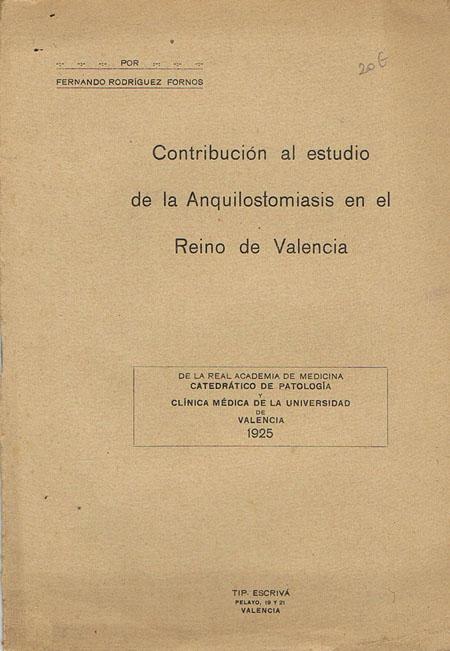 POR
FERNANDO RODRÍGUEZ FORNOS
20€
Contribución al estudio
de la Anquilostomiasis en el
Reino de Valencia
DE LA REAL ACADEMIA DE MEDICINA
CATEDRÁTICO DE PATOLOGÍA
Y
CLÍNICA MÉDICA DE LA UNIVERSIDAD
DE
VALENCIA
1925
TIP. ESCRIVÁ
PELAYO, 19 Y 21
VALENCIA